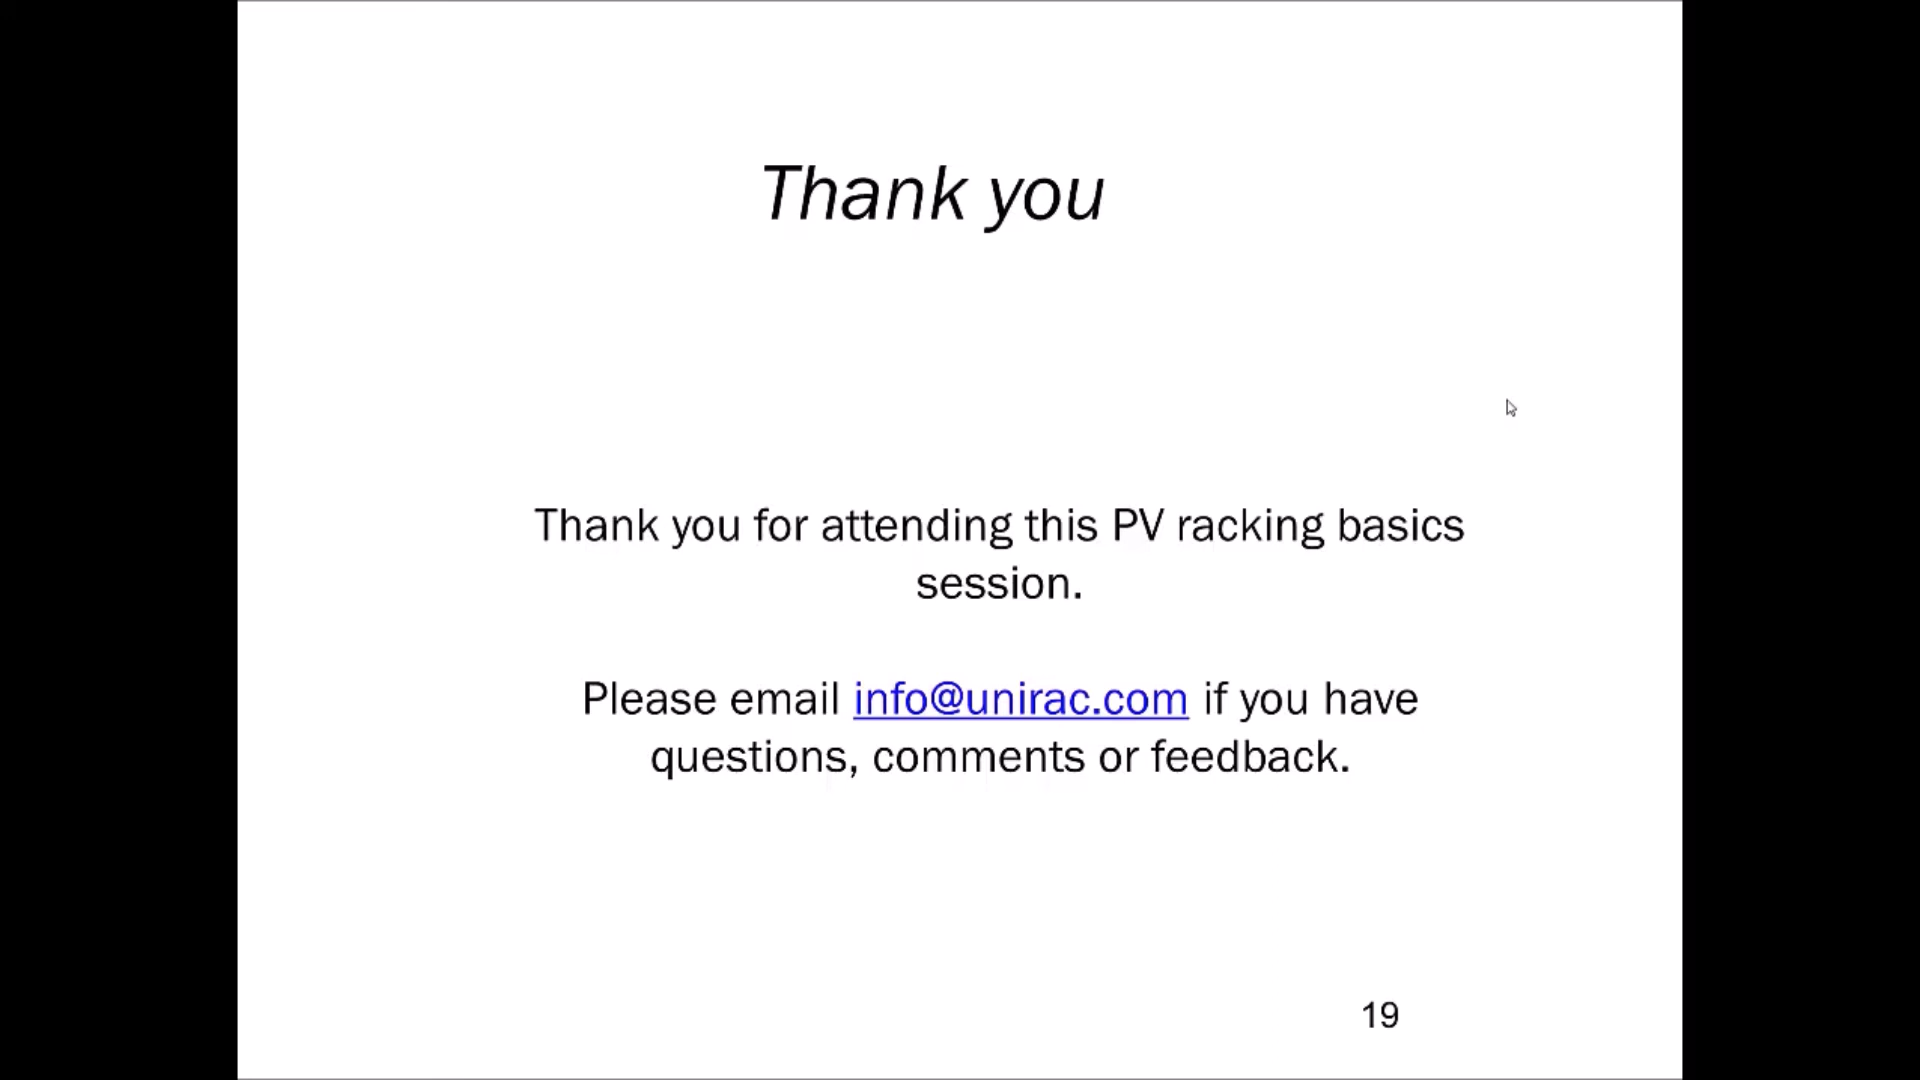 Thank you
Thank you for attending this PV racking basics
session.
Please email info@unirac.com if you have
questions, comments or feedback.
19